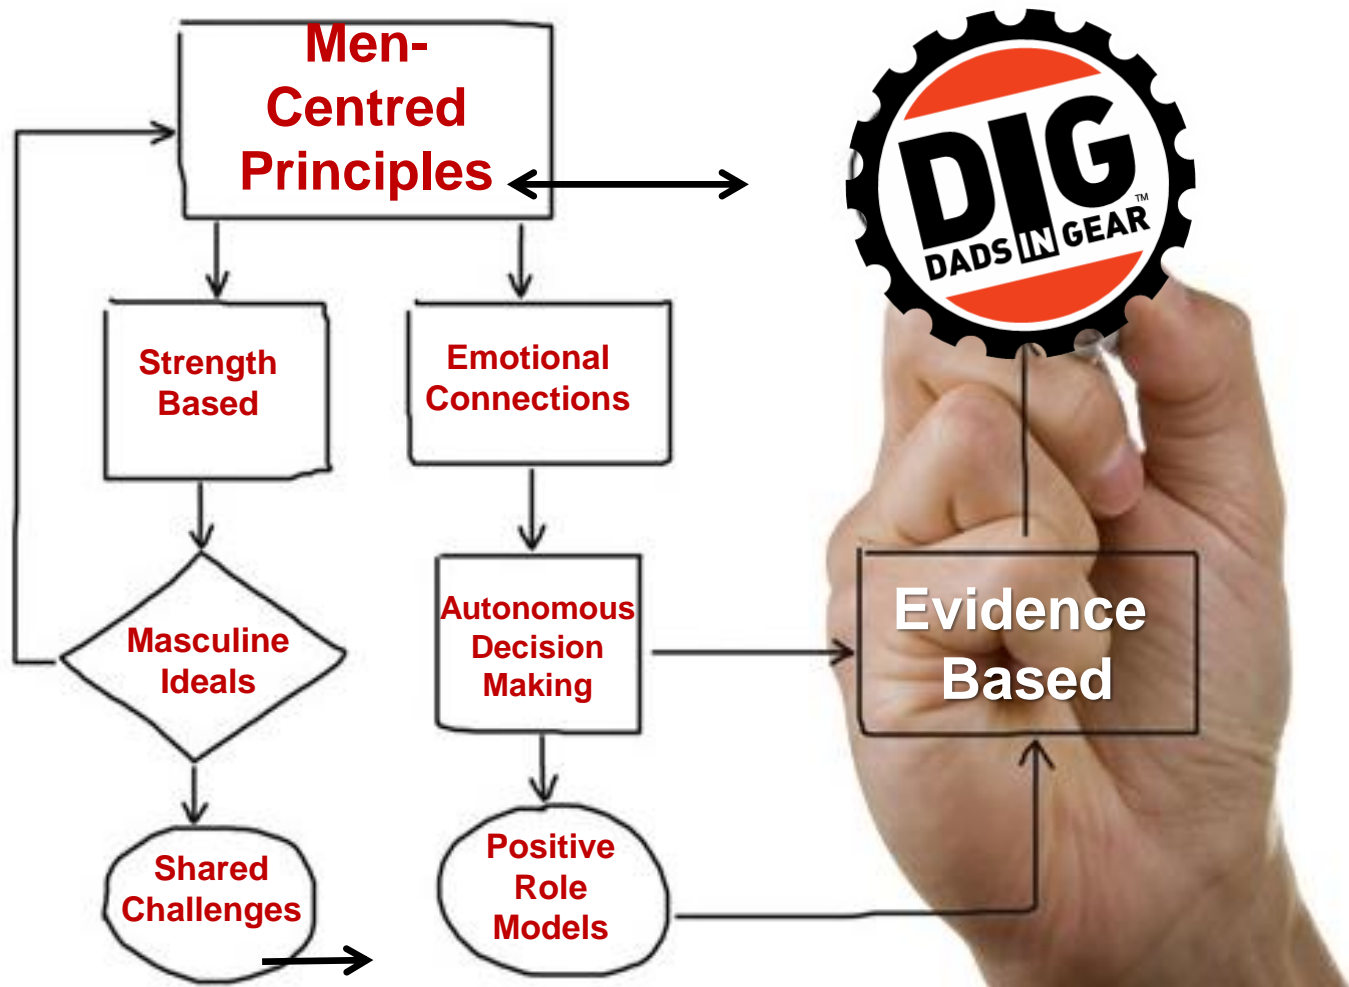 Men-
Centred
Principles
DIG
™
DADS IN GEAR
Strength
Based
Emotional
Connections
Masculine
Ideals
Autonomous
Decision
Making
Evidence
Based
Shared
Challenges
Positive
Role
Models